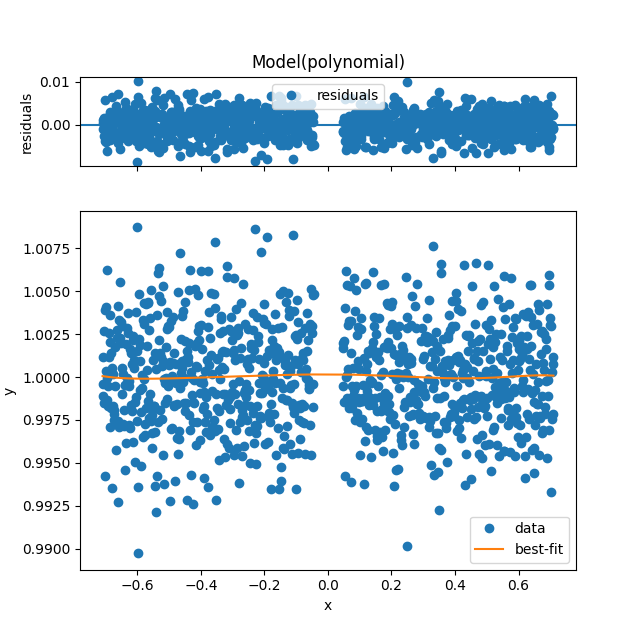 Model(polynomial)
0.01
0.00
residuals
residuals
1.0075
1.0050
1.0025
1.0000
0.9975
0.9950
0.9925
0.9900
y
data
best-fit
−0.6 −0.4 −0.2 0.0 0.2 0.4 0.6
x